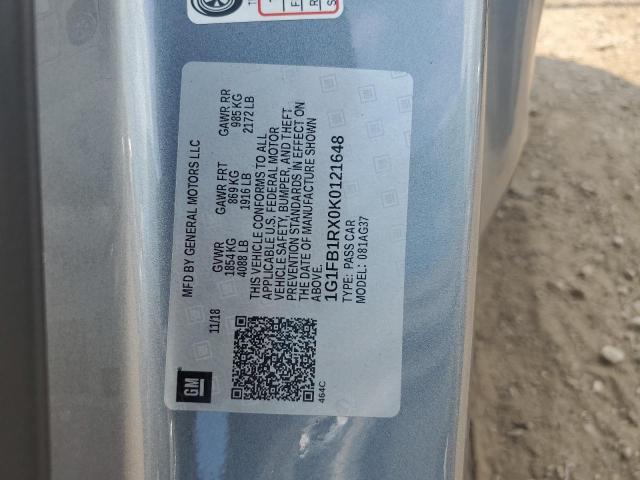 GM
11/18
MFD BY GENERAL MOTORS LLC
GVWR
1854 KG
4088 LB
GAWR FRT
869 KG
1916 LB
GAWR RR
985 KG
2172 LB
THIS VEHICLE CONFORMS TO ALL
APPLICABLE U.S. FEDERAL MOTOR
VEHICLE SAFETY, BUMPER, AND THEFT
PREVENTION STANDARDS IN EFFECT ON
THE DATE OF MANUFACTURE SHOWN
ABOVE.
1G1FB1RX0K0121648
TYPE: PASS CAR
MODEL: 081AG37
464C